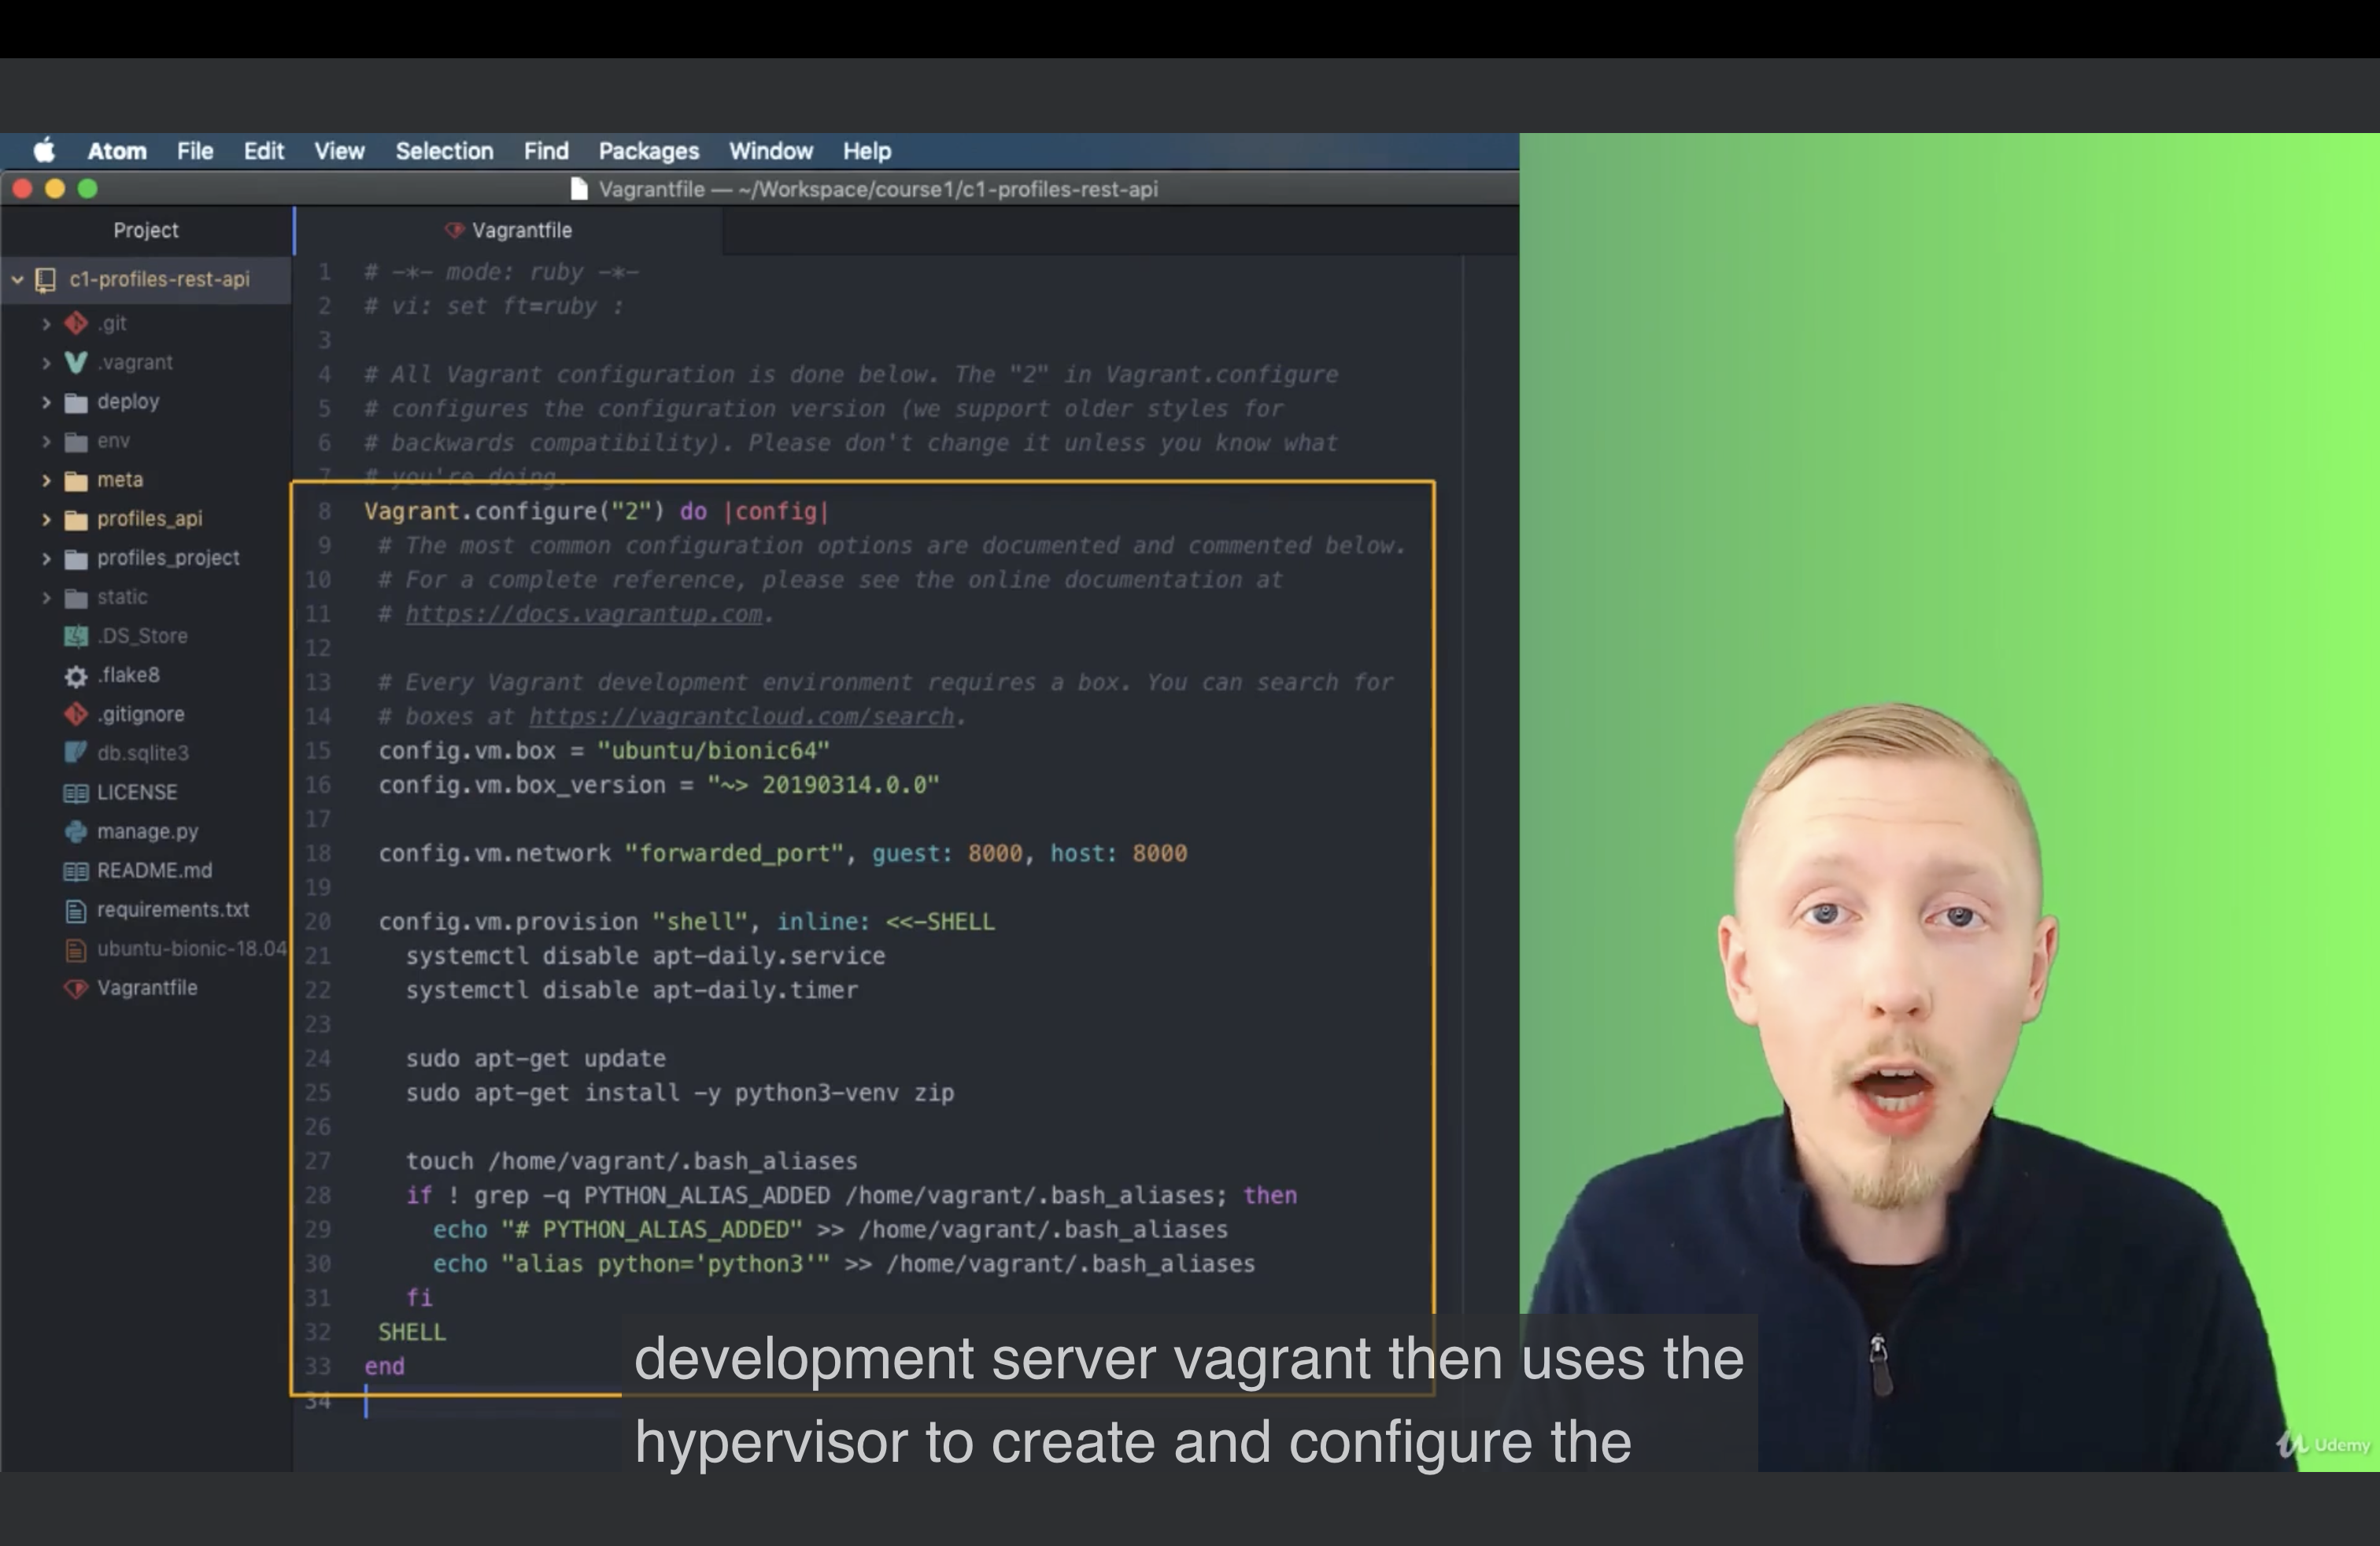 Atom File Edit View Selection Find Packages Window Help
Vagrantfile — ~/Workspace/course1/c1-profiles-rest-api
Project
c1-profiles-rest-api
.git
.vagrant
deploy
env
meta
profiles_api
profiles_project
static
.DS_Store
.flake8
.gitignore
db.sqlite3
LICENSE
manage.py
README.md
requirements.txt
ubuntu-bionic-18.04
Vagrantfile
Vagrantfile
1 # -*- mode: ruby -*-
2 # vi: set ft=ruby :
3
4 # All Vagrant configuration is done below. The "2" in Vagrant.configure
5 # configures the configuration version (we support older styles for
6 # backwards compatibility). Please don't change it unless you know what
7 # you're doing.
8 Vagrant.configure("2") do |config|
9 # The most common configuration options are documented and commented below.
10 # For a complete reference, please see the online documentation at
11 # https://docs.vagrantup.com.
12
13 # Every Vagrant development environment requires a box. You can search for
14 # boxes at https://vagrantcloud.com/search.
15 config.vm.box = "ubuntu/bionic64"
16 config.vm.box_version = "~> 20190314.0.0"
17
18 config.vm.network "forwarded_port", guest: 8000, host: 8000
19
20 config.vm.provision "shell", inline: <<-SHELL
21 systemctl disable apt-daily.service
22 systemctl disable apt-daily.timer
23
24 sudo apt-get update
25 sudo apt-get install -y python3-venv zip
26
27 touch /home/vagrant/.bash_aliases
28 if ! grep -q PYTHON_ALIAS_ADDED /home/vagrant/.bash_aliases; then
29 echo "# PYTHON_ALIAS_ADDED" >> /home/vagrant/.bash_aliases
30 echo "alias python='python3'" >> /home/vagrant/.bash_aliases
31 fi
32 SHELL
33 end
34
development server vagrant then uses the
hypervisor to create and configure the
Udemy